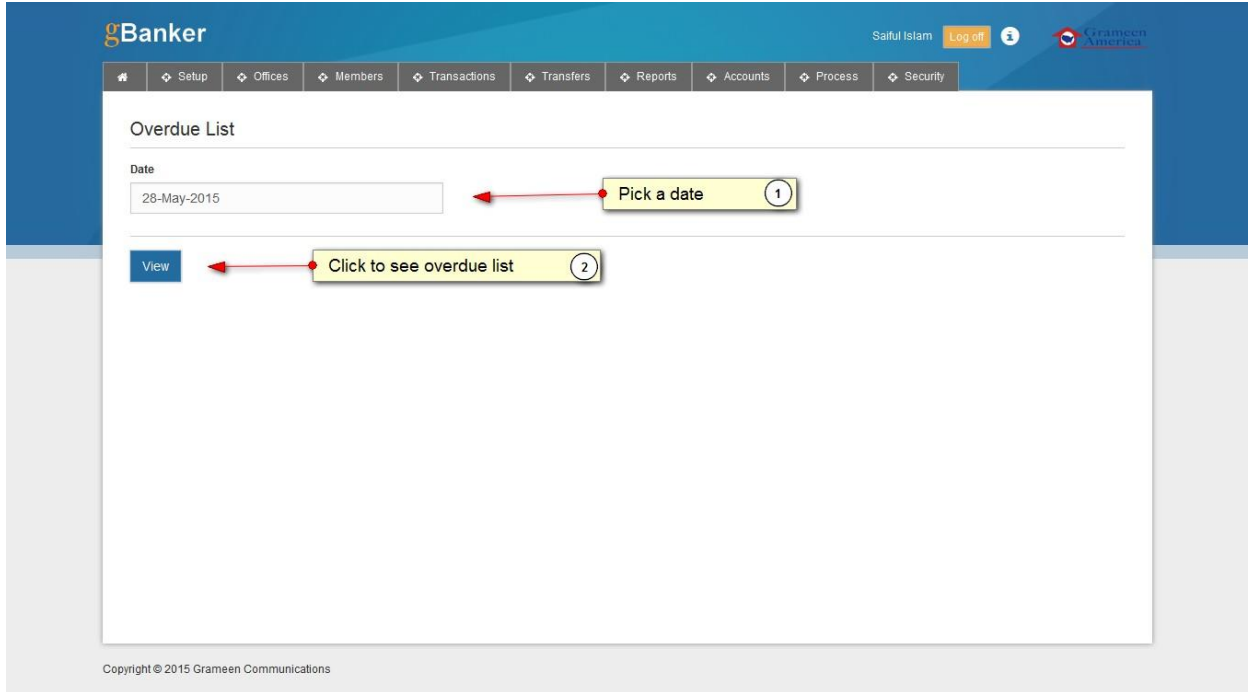 gBanker
Saiful Islam Log off
Grameen
America
Setup Offices Members Transactions Transfers Reports Accounts Process Security
Overdue List
Date
28-May-2015
Pick a date 1
View
Click to see overdue list 2
Copyright © 2015 Grameen Communications